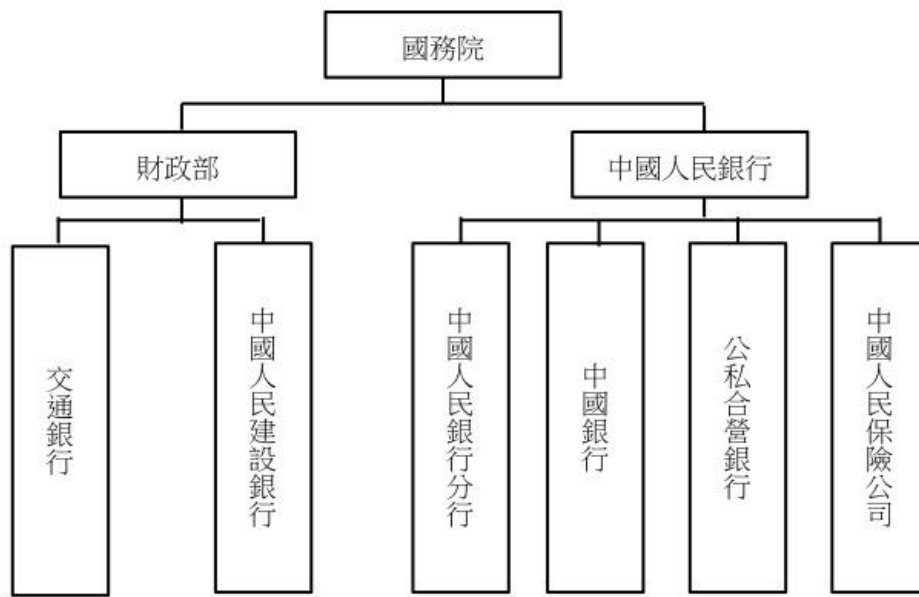 國務院
財政部
中國人民銀行
交通銀行
中國人民建設銀行
中國人民銀行分行
中國銀行
公私合營銀行
中國人民保險公司